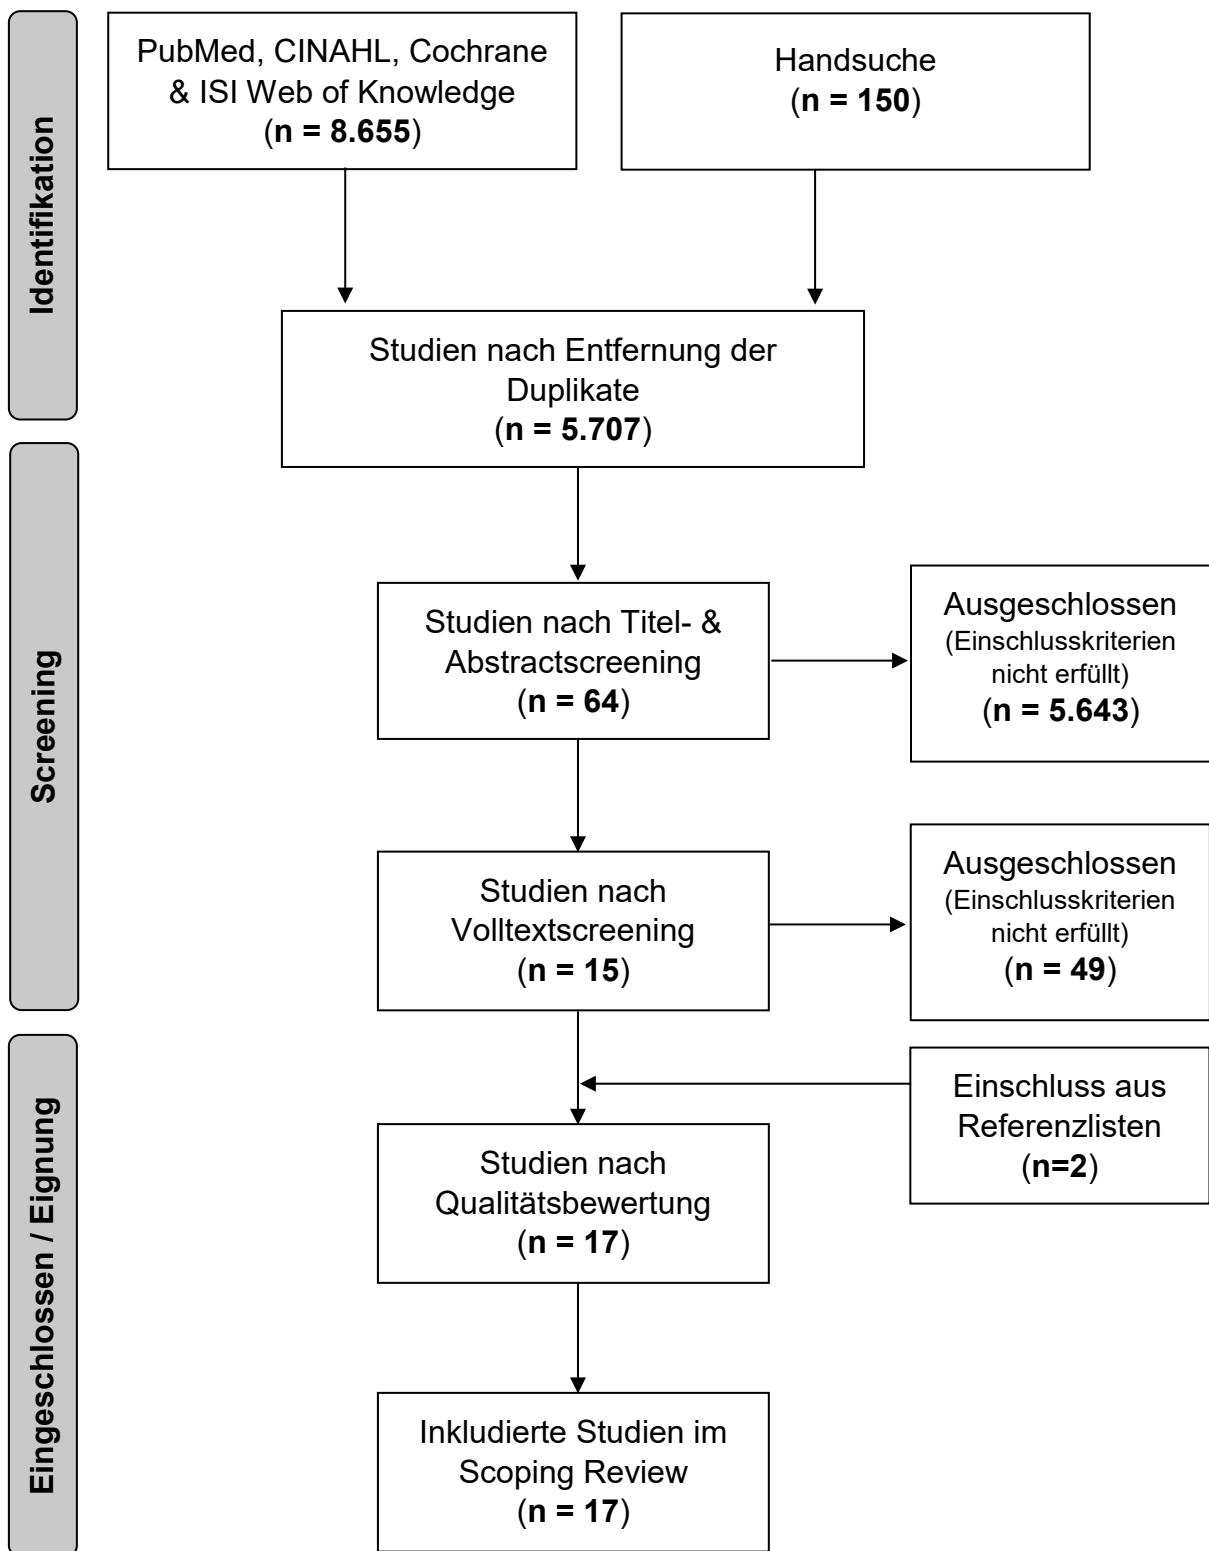 Identifikation
PubMed, CINAHL, Cochrane
& ISI Web of Knowledge
(n = 8.655)
Handsuche
(n = 150)
Studien nach Entfernung der
Duplikate
(n = 5.707)
Screening
Studien nach Titel- &
Abstractscreening
(n = 64)
Ausgeschlossen
(Einschlusskriterien
nicht erfüllt)
(n = 5.643)
Studien nach
Volltextscreening
(n = 15)
Ausgeschlossen
(Einschlusskriterien
nicht erfüllt)
(n = 49)
Eingeschlossen / Eignung
Einschluss aus
Referenzlisten
(n=2)
Studien nach
Qualitätsbewertung
(n = 17)
Inkludierte Studien im
Scoping Review
(n = 17)